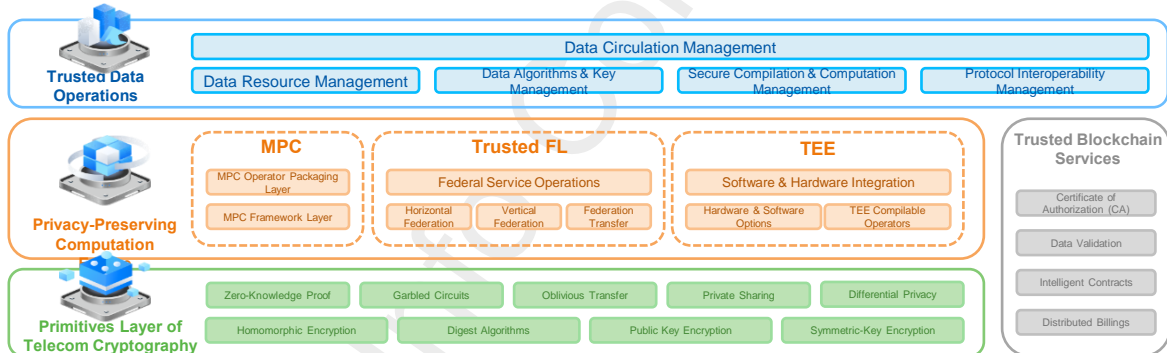 Data Circulation Management
Trusted Data
Operations
Data Resource Management
Data Algorithms & Key
Management
Secure Compilation & Computation
Management
Protocol Interoperability
Management
MPC
MPC Operator Packaging
Layer
MPC Framework Layer
Trusted FL
Federal Service Operations
Horizontal
Federation
Vertical
Federation
Federation
Transfer
TEE
Software & Hardware Integration
Hardware & Software
Options
TEE Compilable
Operators
Privacy-Preserving
Computation
Trusted Blockchain
Services
Certificate of
Authorization (CA)
Data Validation
Intelligent Contracts
Distributed Billings
Zero-Knowledge Proof
Garbled Circuits
Oblivious Transfer
Private Sharing
Differential Privacy
Homomorphic Encryption
Digest Algorithms
Public Key Encryption
Symmetric-Key Encryption
Primitives Layer of
Telecom Cryptography